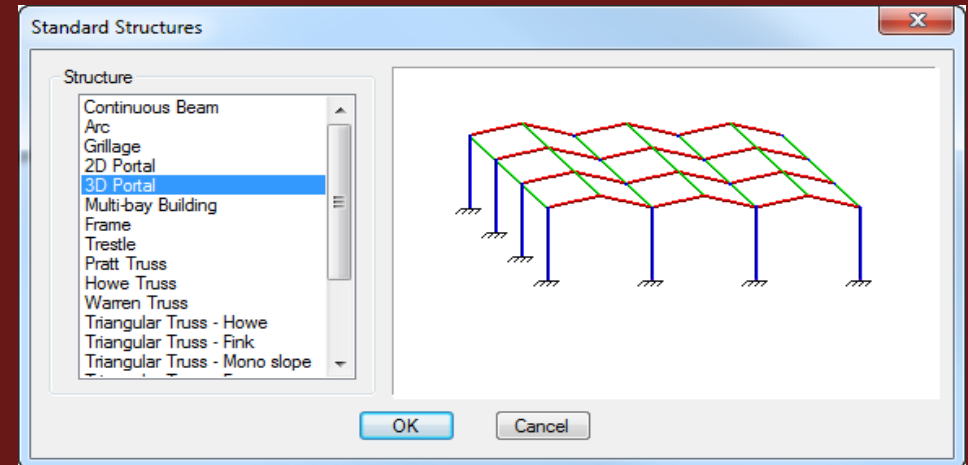 Standard Structures
Structure
Continuous Beam
Arc
Grillage
2D Portal
3D Portal
Multi-bay Building
Frame
Trestle
Pratt Truss
Howe Truss
Warren Truss
Triangular Truss - Howe
Triangular Truss - Fink
Triangular Truss - Mono slope
OK
Cancel